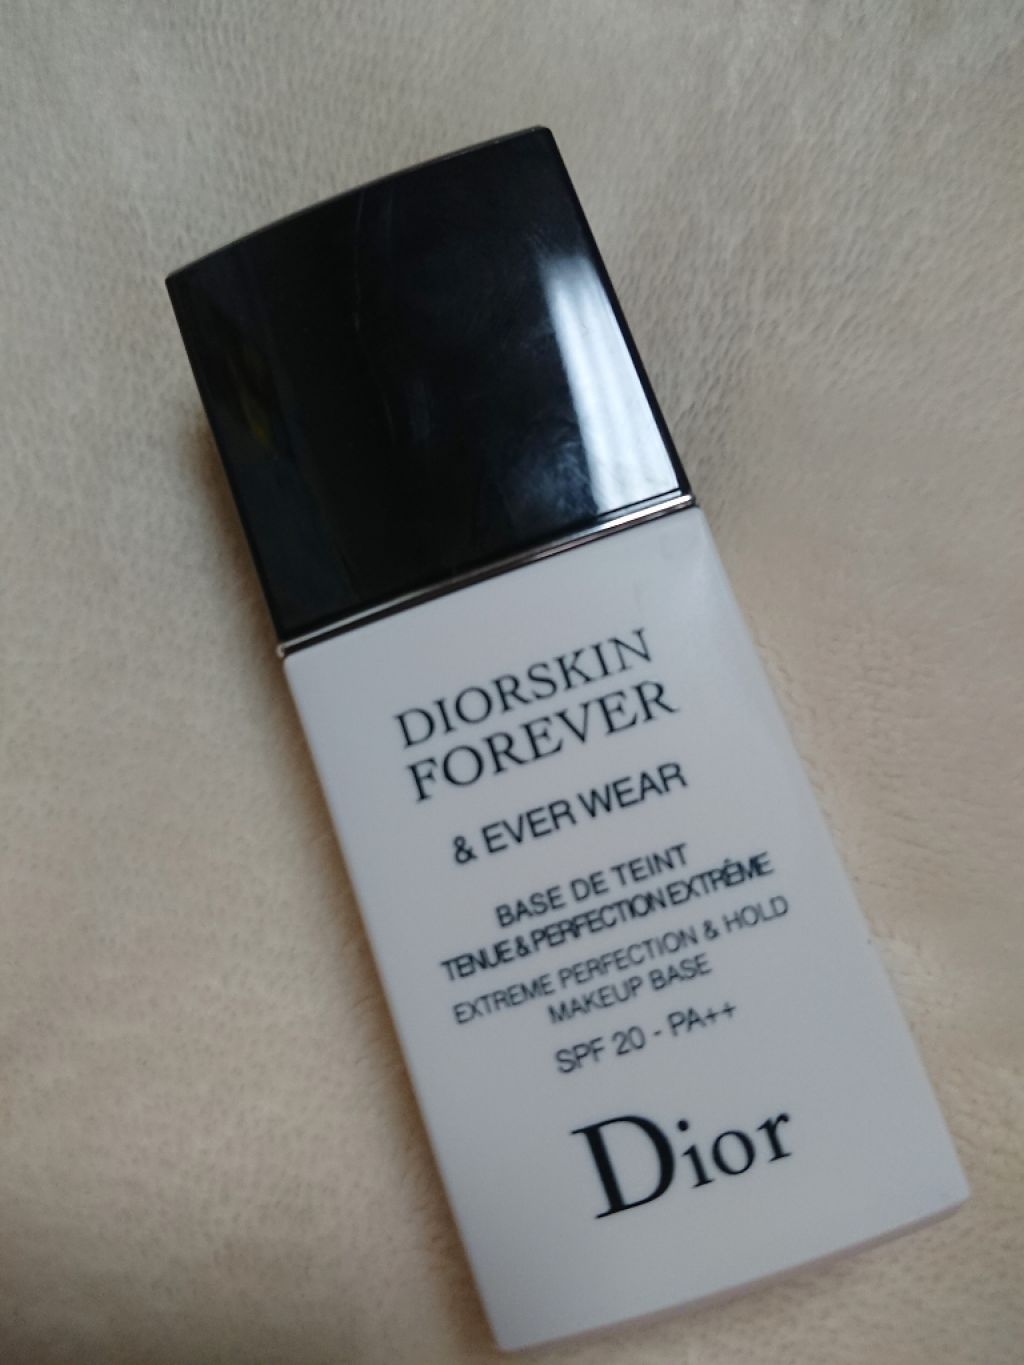 DIORSKIN
FOREVER
& EVER WEAR
BASE DE TEINT
TENUE & PERFECTION EXTRÊME
EXTREME PERFECTION & HOLD
MAKEUP BASE
SPF 20 - PA++
Dior